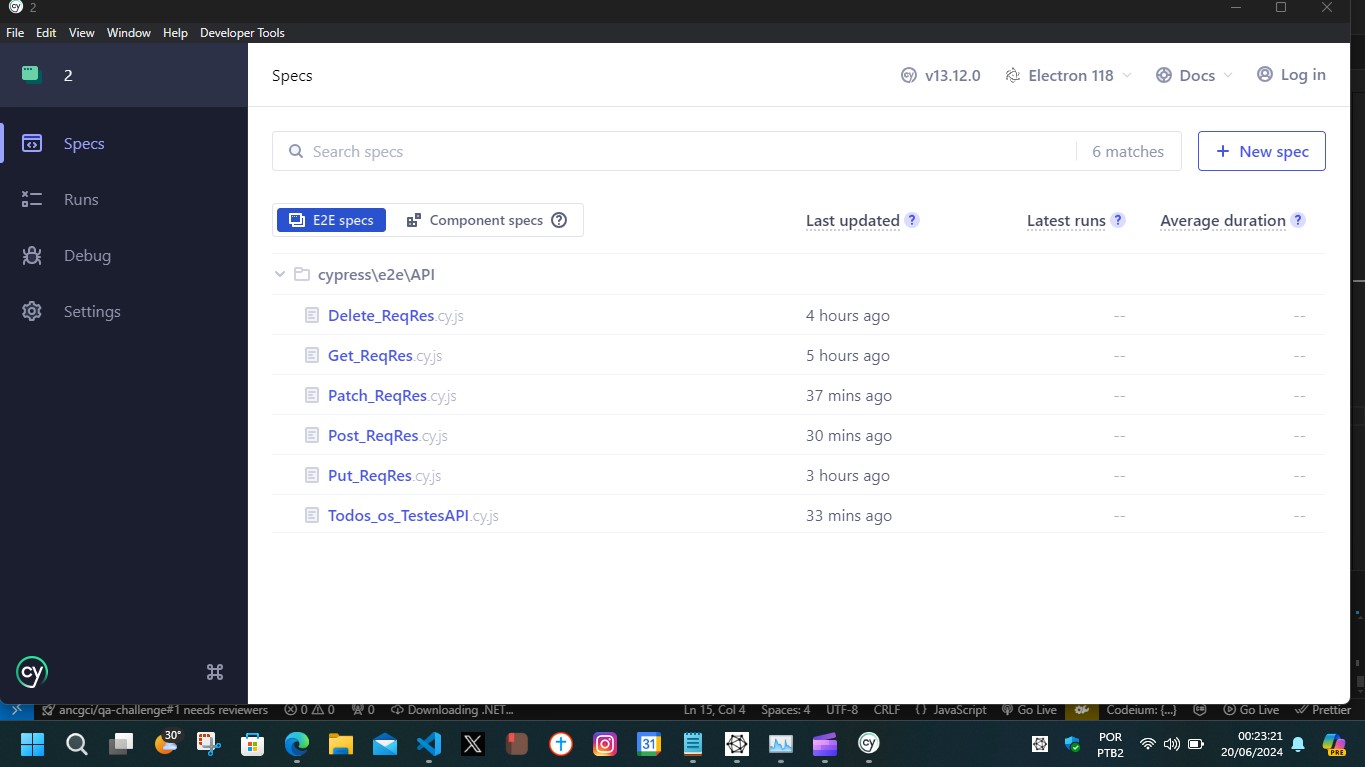 2
File Edit View Window Help Developer Tools
2
Specs
v13.12.0 Electron 118 Docs Log in
Specs
Runs
Debug
Settings
Search specs 6 matches + New spec
E2E specs Component specs ? Last updated ? Latest runs ? Average duration ?
cypress\e2e\API
Delete_ReqRes.cy.js 4 hours ago -- --
Get_ReqRes.cy.js 5 hours ago -- --
Patch_ReqRes.cy.js 37 mins ago -- --
Post_ReqRes.cy.js 30 mins ago -- --
Put_ReqRes.cy.js 3 hours ago -- --
Todos_os_TestesAPI.cy.js 33 mins ago -- --
cy ⌘
ancgci/qa-challenge#1 needs reviewers 0 0 0 Downloading .NET... Ln 15, Col 4 Spaces: 4 UTF-8 CRLF {} JavaScript Go Live Codeium: {...} Go Live Prettier
30° X 31 cy POR 00:23:21
PTB2 20/06/2024 PRE